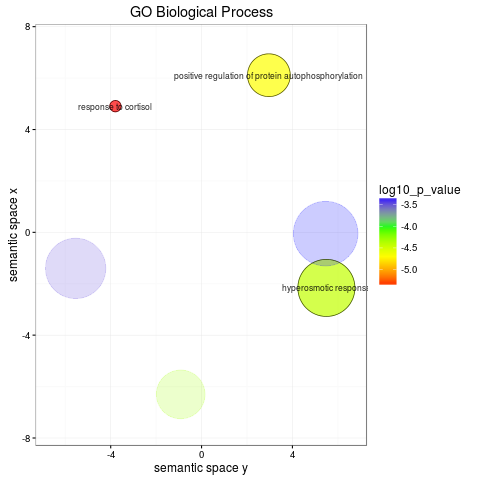 GO Biological Process
8
4
0
-4
-8
semantic space x
positive regulation of protein autophosphorylation
response to cortisol
hyperosmotic respons
-4
0
4
semantic space y
log10_p_value
-3.5
-4.0
-4.5
-5.0